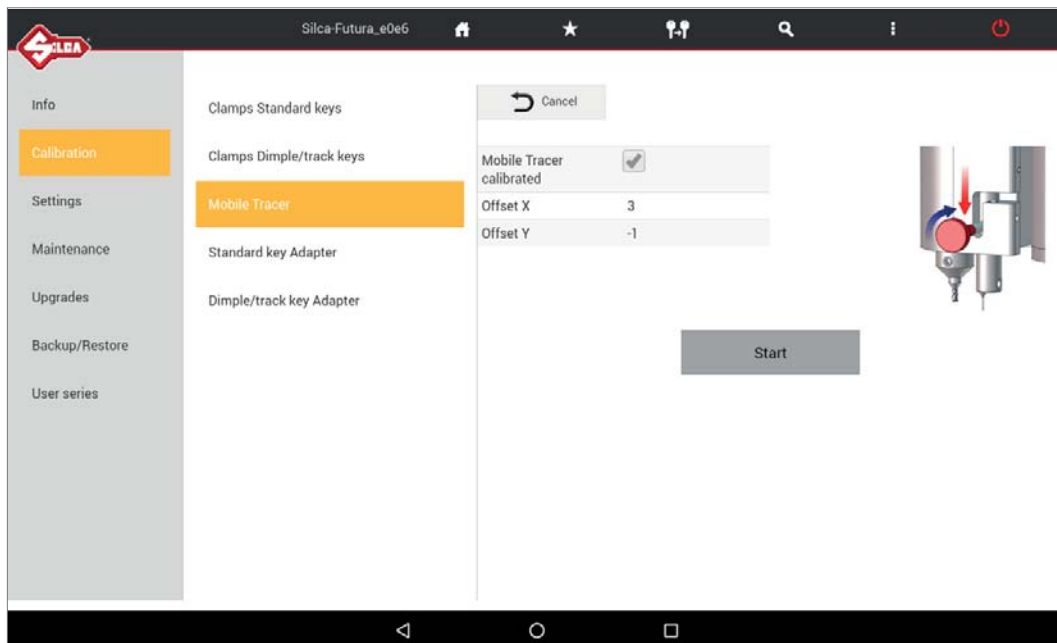 SILCA
Silca-Futura_e0e6
Info
Calibration
Settings
Maintenance
Upgrades
Backup/Restore
User series
Clamps Standard keys
Clamps Dimple/track keys
Mobile Tracer
Standard key Adapter
Dimple/track key Adapter
Cancel
Mobile Tracer
calibrated
Offset X 3
Offset Y -1
Start